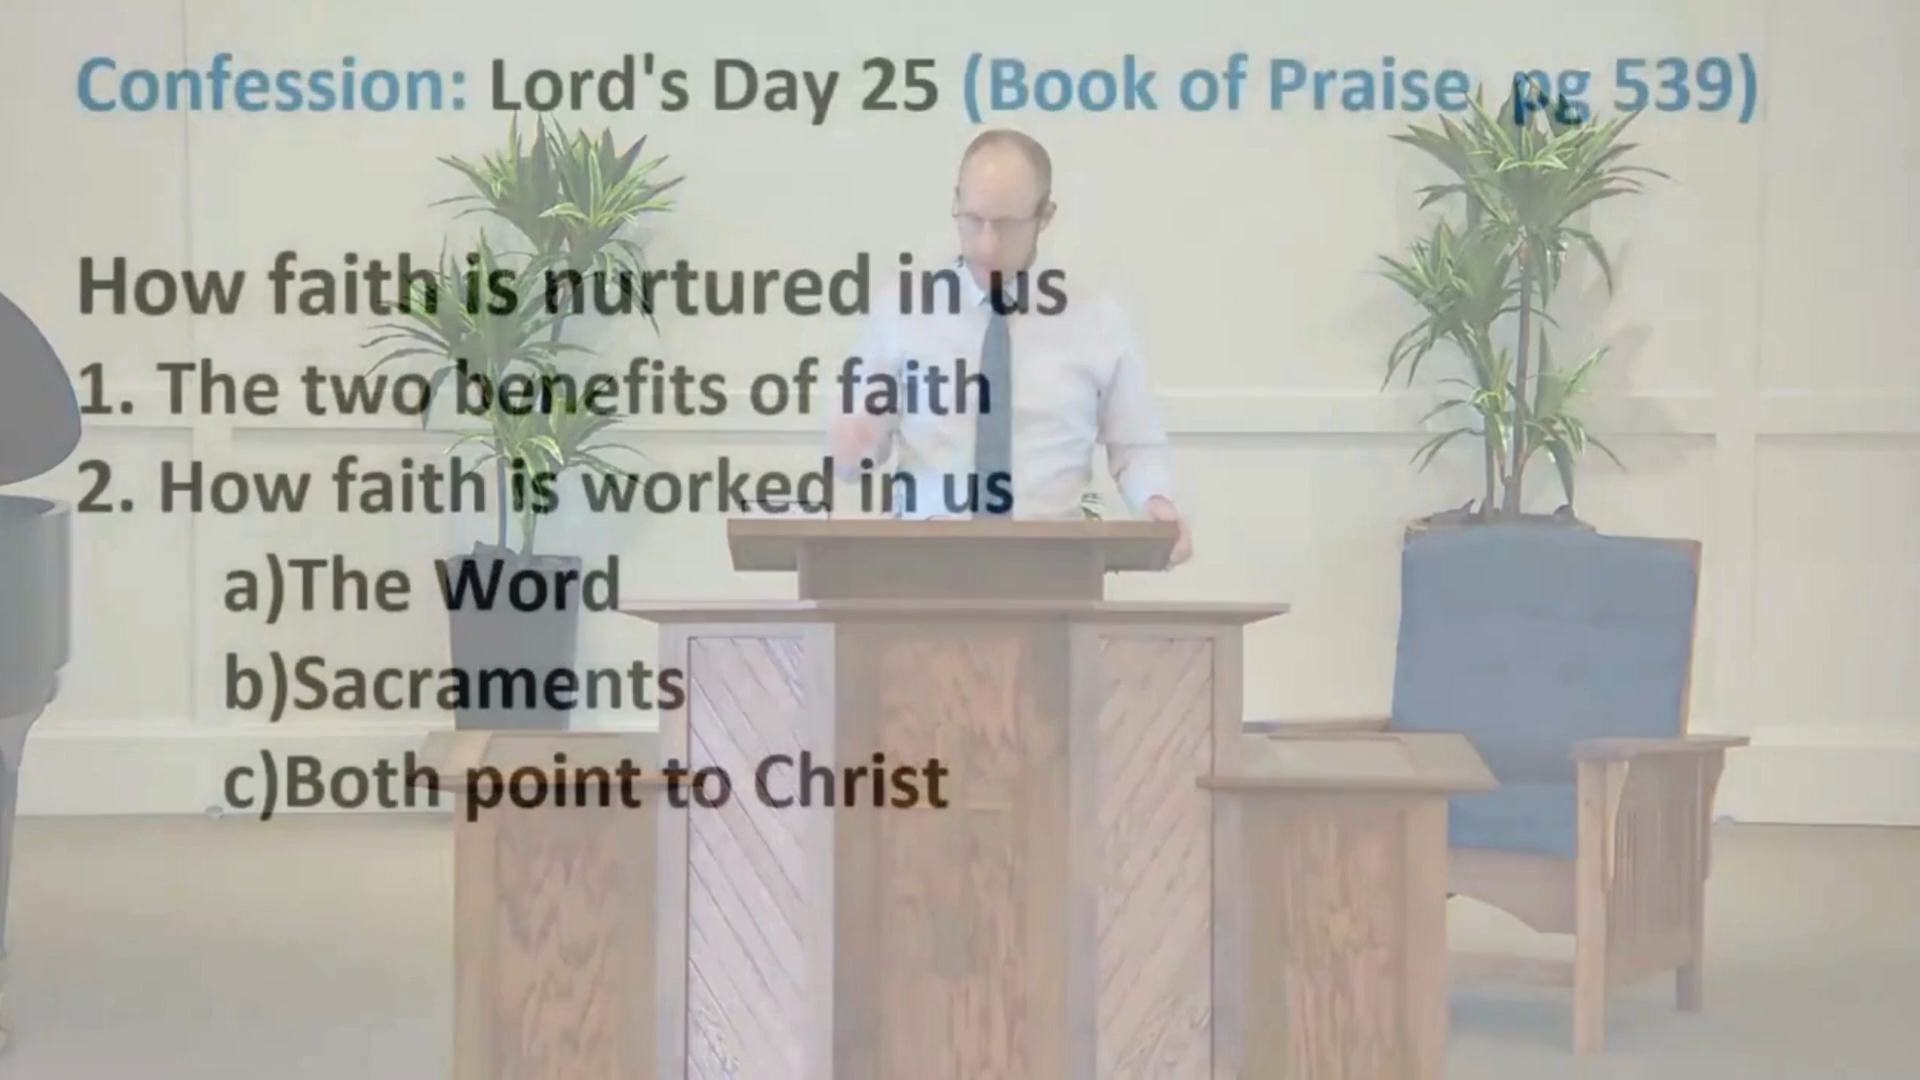 Confession: Lord's Day 25 (Book of Praise, pg 539)
How faith is nurtured in us
1. The two benefits of faith
2. How faith is worked in us
a)The Word
b)Sacraments
c)Both point to Christ